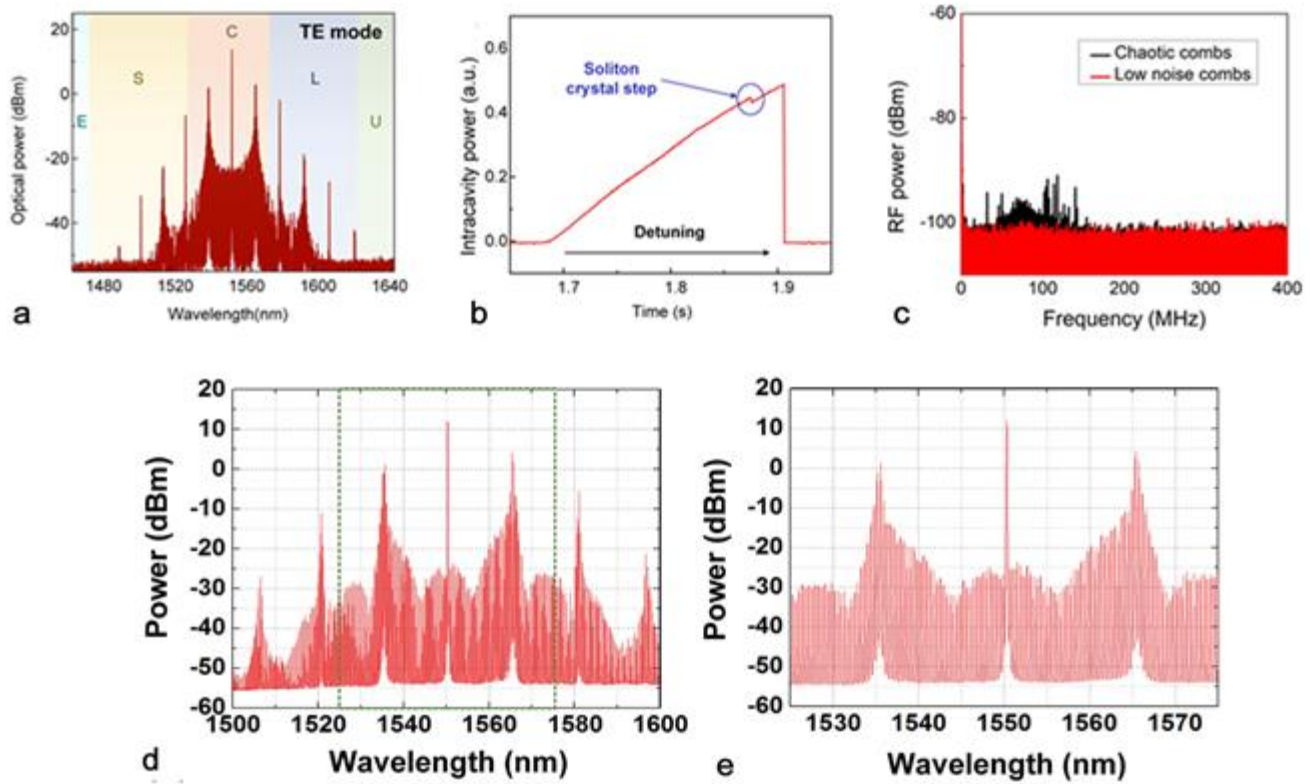 TE mode
E
S
C
L
U
20
0
-20
-40
Optical power (dBm)
1480
1520
1560
1600
1640
Wavelength(nm)
a
0.6
0.4
0.2
0.0
Intracavity power (a.u.)
Soliton
crystal step
Detuning
1.7
1.8
1.9
Time (s)
b
-60
-80
-100
RF power (dBm)
Chaotic combs
Low noise combs
0
100
200
300
400
Frequency (MHz)
c
20
10
0
-10
-20
-30
-40
-50
-60
Power (dBm)
1500
1520
1540
1560
1580
1600
Wavelength (nm)
d
20
10
0
-10
-20
-30
-40
-50
-60
Power (dBm)
1530
1540
1550
1560
1570
Wavelength (nm)
e